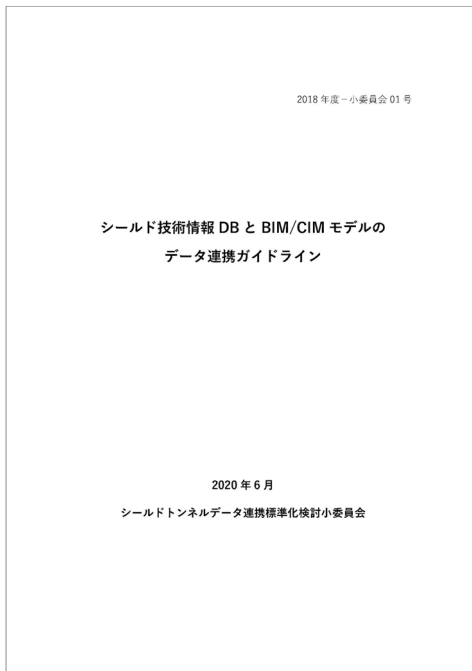 2018 年度－小委員会 01 号
シールド技術情報 DB と BIM/CIM モデルの
データ連携ガイドライン
2020 年 6 月
シールドトンネルデータ連携標準化検討小委員会